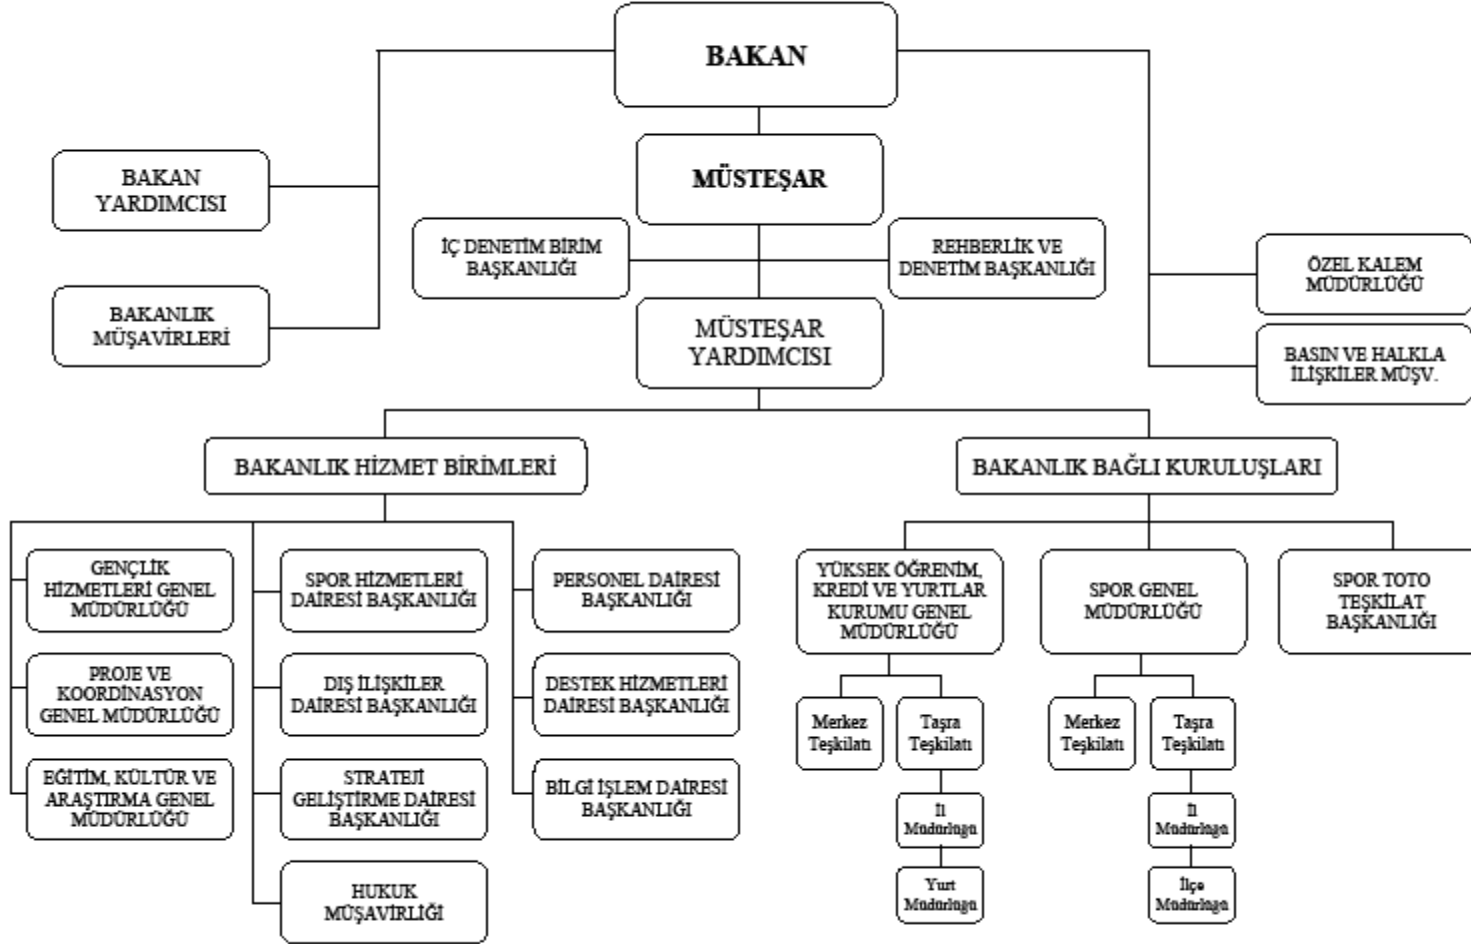 BAKAN
MÜSTEŞAR
BAKAN
YARDIMCISI
BAKANLIK
MÜŞAVİRLERİ
İÇ DENETİM BİRİM
BAŞKANLIĞI
REHBERLİK VE
DENETİM BAŞKANLIĞI
ÖZEL KALEM
MÜDÜRLÜĞÜ
BASIN VE HALKLA
İLİŞKİLER MÜŞV.
MÜSTEŞAR
YARDIMCISI
BAKANLIK HİZMET BİRİMLERİ
BAKANLIK BAĞLI KURULUŞLARI
GENÇLİK
HİZMETLERİ GENEL
MÜDÜRLÜĞÜ
SPOR HİZMETLERİ
DAİRESİ BAŞKANLIĞI
PERSONEL DAİRESİ
BAŞKANLIĞI
PROJE VE
KOORDİNASYON
GENEL MÜDÜRLÜĞÜ
DIŞ İLİŞKİLER
DAİRESİ BAŞKANLIĞI
DESTEK HİZMETLERİ
DAİRESİ BAŞKANLIĞI
EĞİTİM, KÜLTÜR VE
ARAŞTIRMA GENEL
MÜDÜRLÜĞÜ
STRATEJİ
GELİŞTİRME DAİRESİ
BAŞKANLIĞI
BİLGİ İŞLEM DAİRESİ
BAŞKANLIĞI
HUKUK
MÜŞAVİRLİĞİ
YÜKSEK ÖĞRENİM,
KREDİ VE YURTLAR
KURUMU GENEL
MÜDÜRLÜĞÜ
SPOR GENEL
MÜDÜRLÜĞÜ
SPOR TOTO
TEŞKİLAT
BAŞKANLIĞI
Merkez
Teşkilatı
Taşra
Teşkilatı
Merkez
Teşkilatı
Taşra
Teşkilatı
İl
Müdürlüğü
İl
Müdürlüğü
Yurt
Müdürlüğü
İlçe
Müdürlüğü